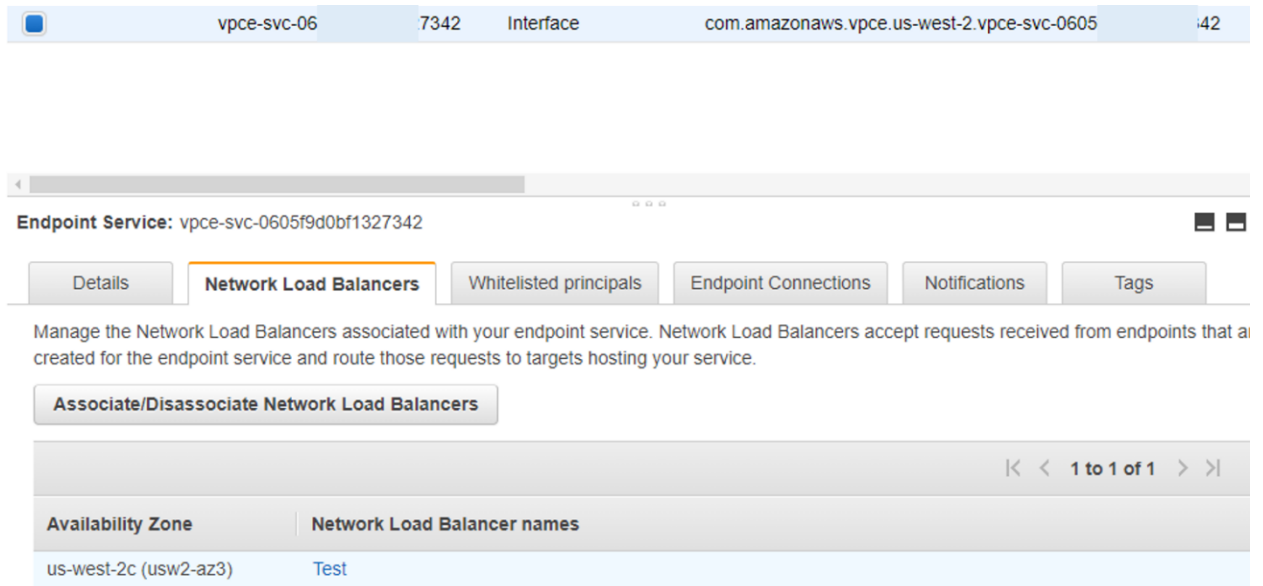 vpce-svc-06 7342 Interface com.amazonaws.vpce.us-west-2.vpce-svc-0605 42
Endpoint Service: vpce-svc-0605f9d0bf1327342
Details Network Load Balancers Whitelisted principals Endpoint Connections Notifications Tags
Manage the Network Load Balancers associated with your endpoint service. Network Load Balancers accept requests received from endpoints that
created for the endpoint service and route those requests to targets hosting your service.
Associate/Disassociate Network Load Balancers
1 to 1 of 1
Availability Zone Network Load Balancer names
us-west-2c (usw2-az3) Test